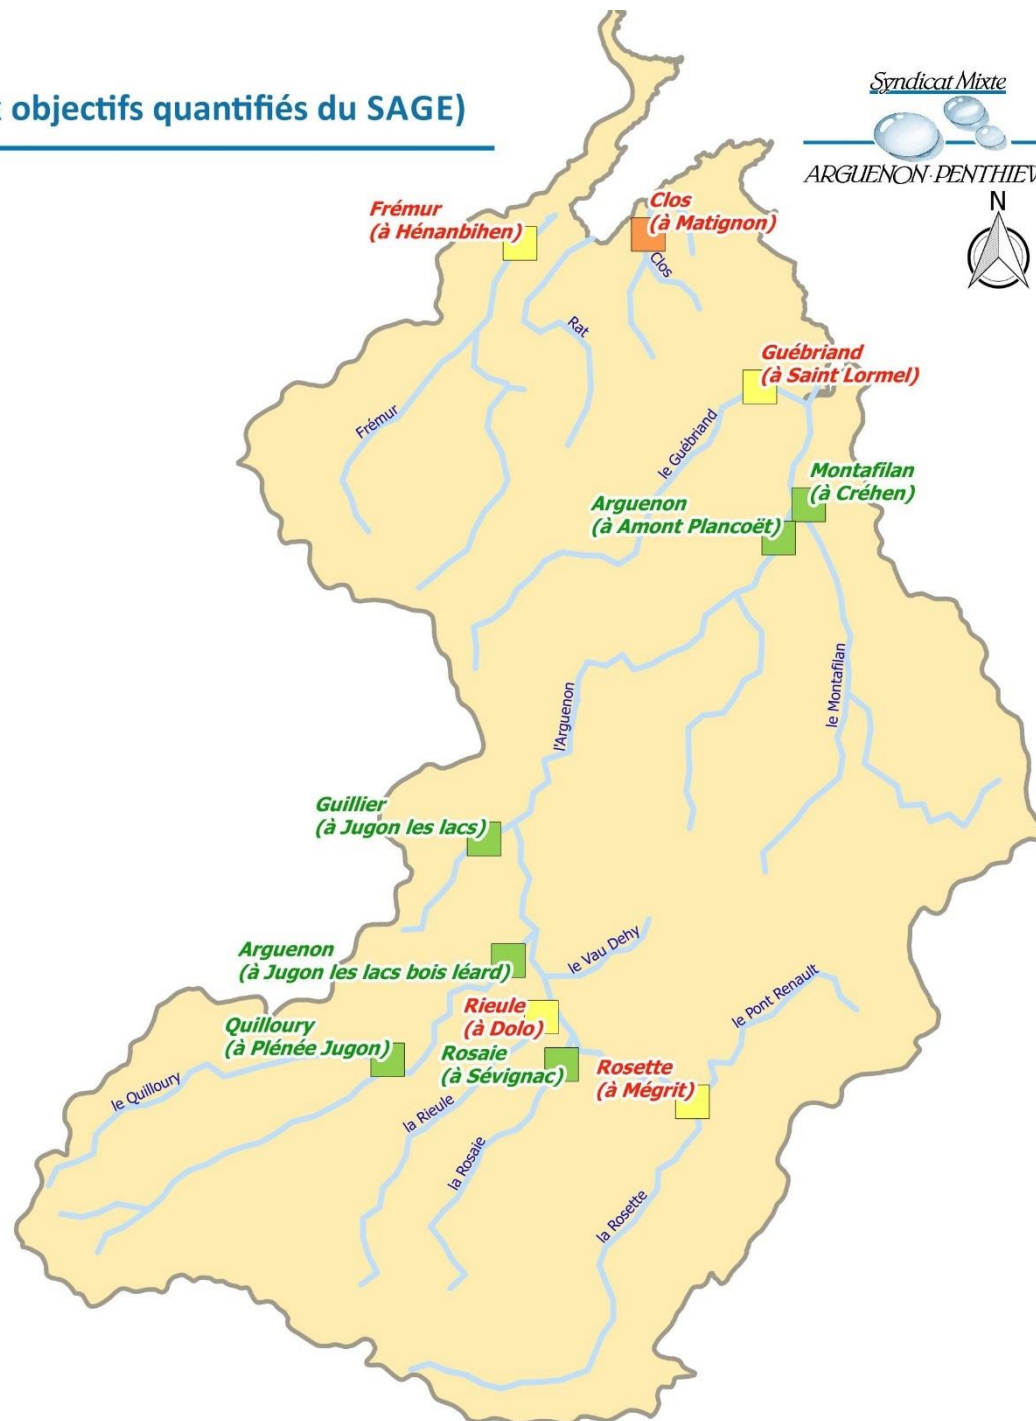 objectifs quantifiés du SAGE)
Syndicat Mixte
ARGUENON-PENTHIEV
N
Frémur
(à Hénanbihen)
Clos
(à Matignon)
Clos
Rat
Guébriand
(à Saint Lormel)
Frémur
le Guébriand
Montafilan
(à Créhen)
Arguenon
(à Amont Plancoët)
le Montafilan
l'Arguenon
Guillier
(à Jugon les lacs)
Arguenon
(à Jugon les lacs bois léard)
le Vau Dehy
le Pont Renault
Rieule
(à Dolo)
Quilloury
(à Plénée Jugon)
Rosaie
(à Sévignac)
Rosette
(à Mégrit)
le Quilloury
la Rieule
la Rosaie
la Rosette